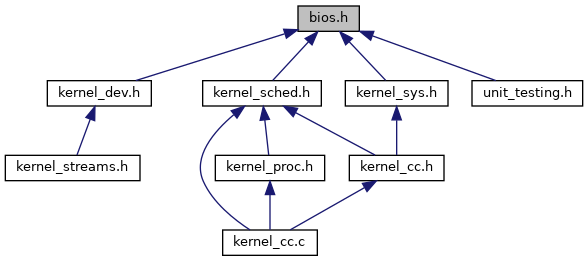 bios.h
kernel_dev.h
kernel_sched.h
kernel_sys.h
unit_testing.h
kernel_streams.h
kernel_proc.h
kernel_cc.h
kernel_cc.c